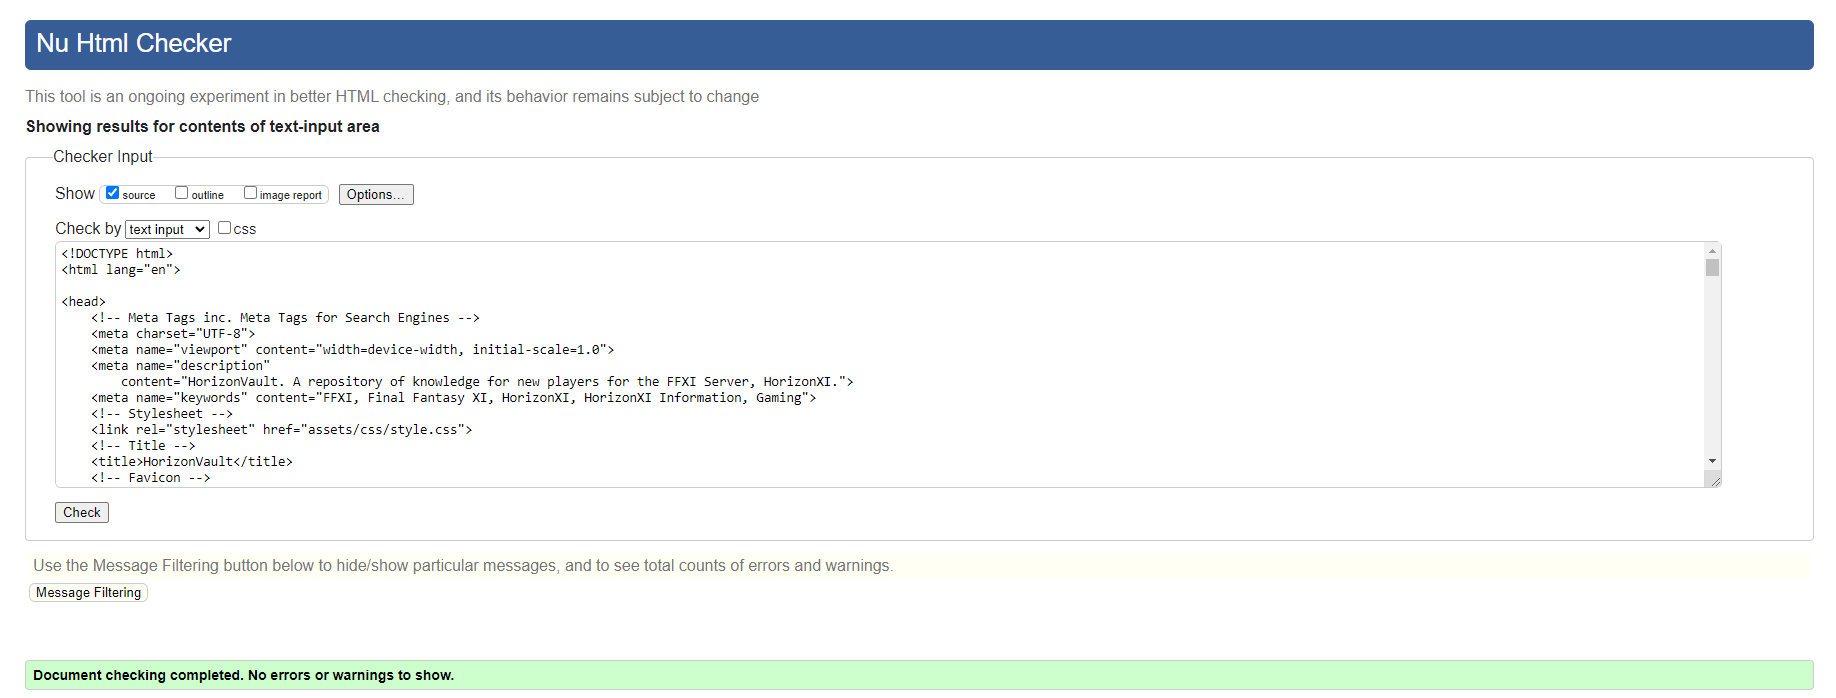 Nu Html Checker
This tool is an ongoing experiment in better HTML checking, and its behavior remains subject to change
Showing results for contents of text-input area
Checker Input
Show source outline image report Options...
Check by text input css
<!DOCTYPE html>
<html lang="en">
<head>
<!-- Meta Tags inc. Meta Tags for Search Engines -->
<meta charset="UTF-8">
<meta name="viewport" content="width=device-width, initial-scale=1.0">
<meta name="description"
content="HorizonVault. A repository of knowledge for new players for the FFXI Server, HorizonXI.">
<meta name="keywords" content="FFXI, Final Fantasy XI, HorizonXI, HorizonXI Information, Gaming">
<!-- Stylesheet -->
<link rel="stylesheet" href="assets/css/style.css">
<!-- Title -->
<title>HorizonVault</title>
<!-- Favicon -->
Check
Use the Message Filtering button below to hide/show particular messages, and to see total counts of errors and warnings.
Message Filtering
Document checking completed. No errors or warnings to show.